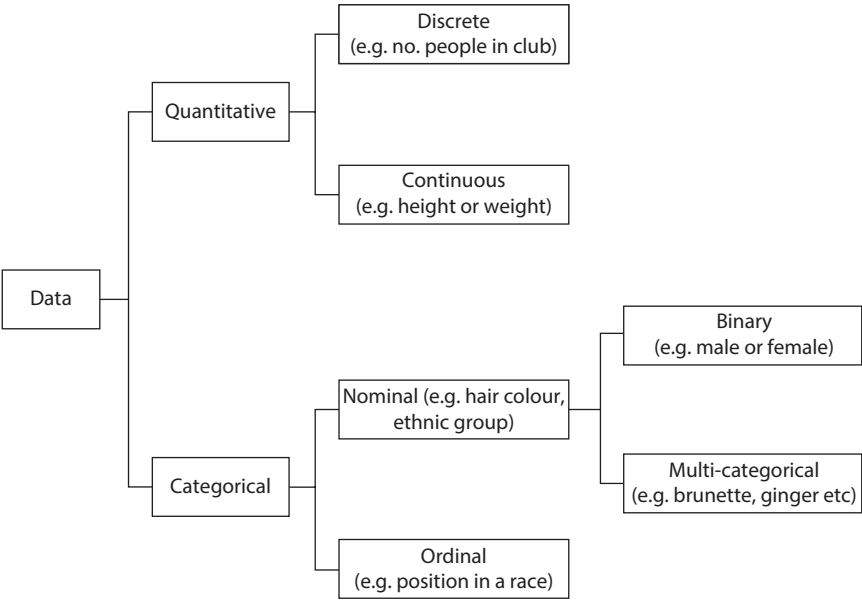 Discrete
(e.g. no. people in club)
Quantitative
Continuous
(e.g. height or weight)
Data
Binary
(e.g. male or female)
Nominal (e.g. hair colour,
ethnic group)
Categorical
Multi-categorical
(e.g. brunette, ginger etc)
Ordinal
(e.g. position in a race)